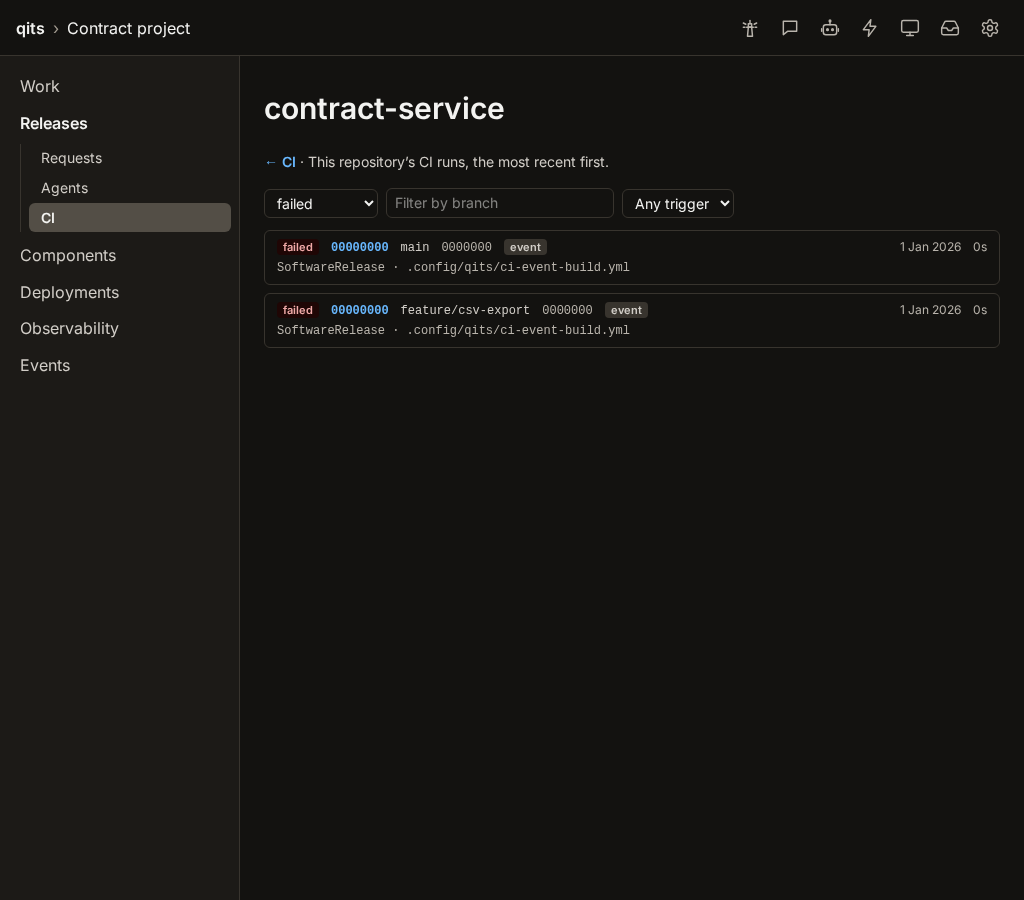 qits › Contract project
Work
Releases
Requests
Agents
CI
Components
Deployments
Observability
Events
contract-service
← CI · This repository's CI runs, the most recent first.
failed Filter by branch Any trigger
failed 00000000 main 0000000 event 1 Jan 2026 0s
SoftwareRelease · .config/qits/ci-event-build.yml
failed 00000000 feature/csv-export 0000000 event 1 Jan 2026 0s
SoftwareRelease · .config/qits/ci-event-build.yml